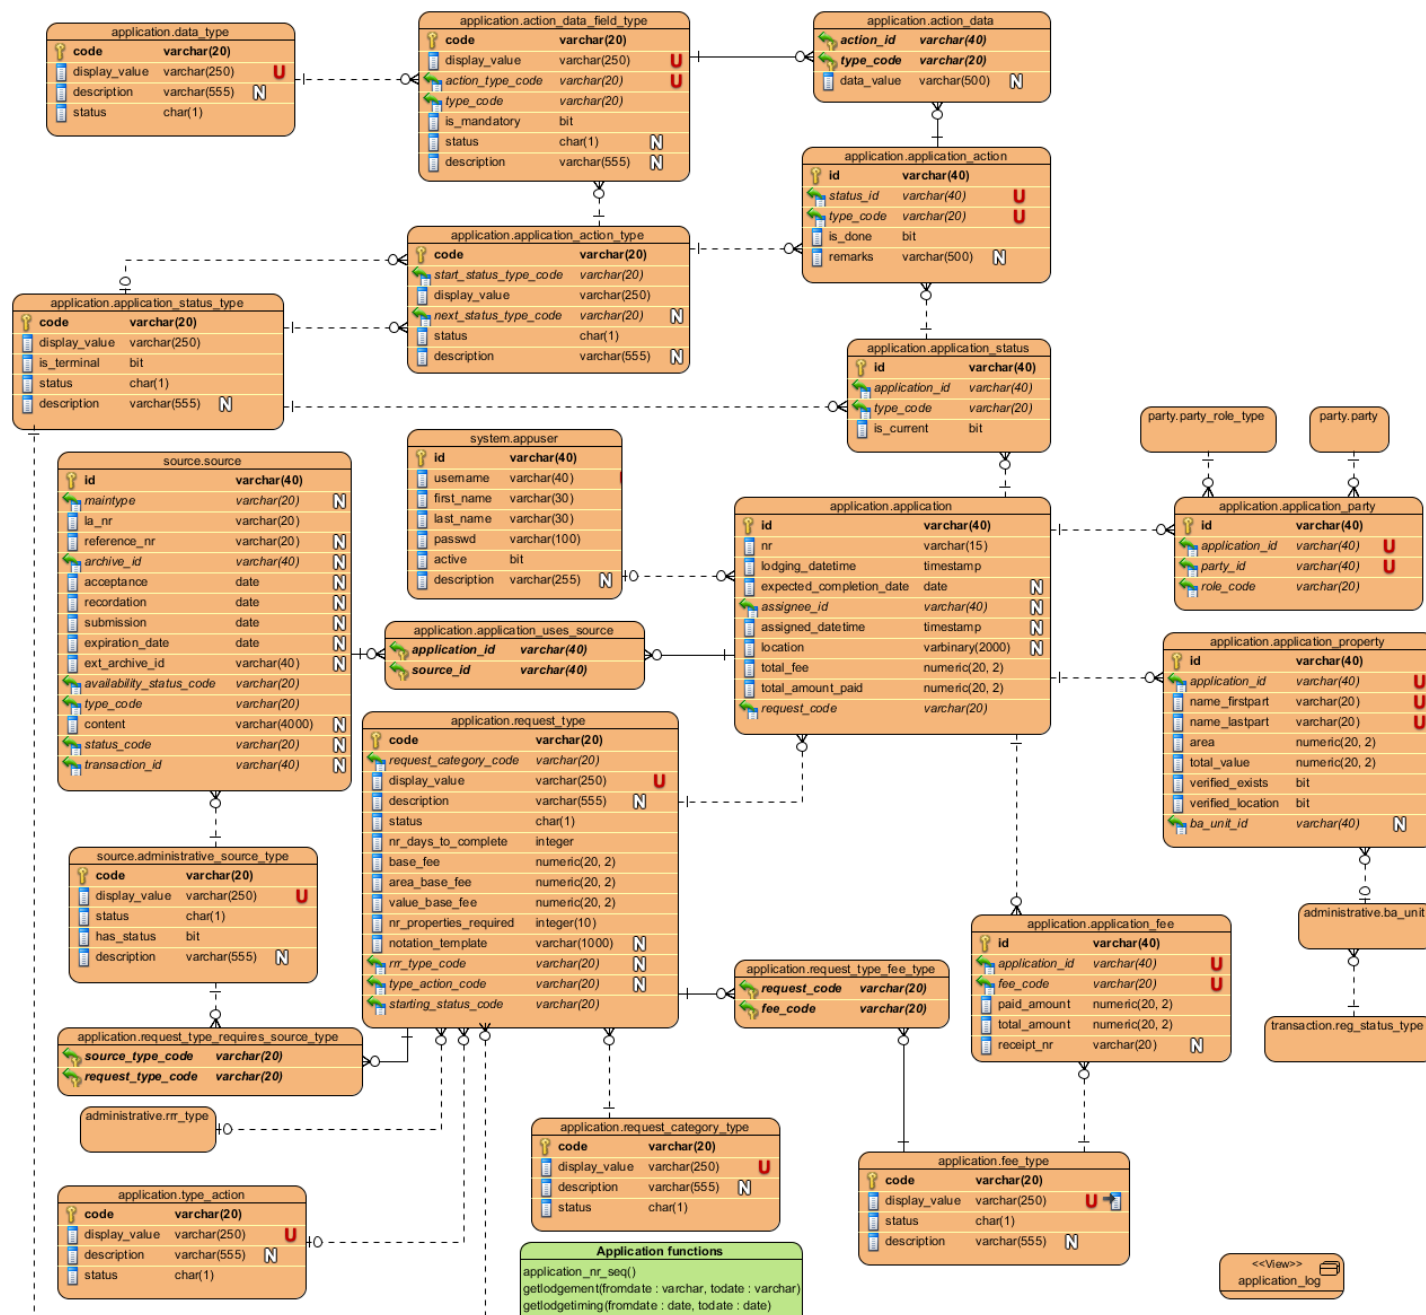 application.data_type
code varchar(20)
display_value varchar(250) U
description varchar(555) N
status char(1)
application.action_data_field_type
code varchar(20)
display_value varchar(250) U
action_type_code varchar(20) U
type_code varchar(20)
is_mandatory bit
status char(1) N
description varchar(555) N
application.action_data
action_id varchar(40)
type_code varchar(20)
data_value varchar(500) N
application.application_action
id varchar(40)
status_id varchar(40) U
type_code varchar(20) U
is_done bit
remarks varchar(500) N
application.application_action_type
code varchar(20)
start_status_type_code varchar(20)
display_value varchar(250)
next_status_type_code varchar(20) N
status char(1)
description varchar(555) N
application.application_status_type
code varchar(20)
display_value varchar(250)
is_terminal bit
status char(1)
description varchar(555) N
application.application_status
id varchar(40)
application_id varchar(40)
type_code varchar(20)
is_current bit
party.party_role_type
party.party
system.appuser
id varchar(40)
username varchar(40)
first_name varchar(30)
last_name varchar(30)
passwd varchar(100)
active bit
description varchar(255) N
source.source
id varchar(40)
maintype varchar(20) N
la_nr varchar(20)
reference_nr varchar(20) N
archive_id varchar(40) N
acceptance date N
recordation date N
submission date N
expiration_date date N
ext_archive_id varchar(40) N
availability_status_code varchar(20)
type_code varchar(20)
content varchar(4000) N
status_code varchar(20) N
transaction_id varchar(40) N
application.application
id varchar(40)
nr varchar(15)
lodging_datetime timestamp
expected_completion_date date N
assignee_id varchar(40) N
assigned_datetime timestamp N
location varbinary(2000) N
total_fee numeric(20, 2)
total_amount_paid numeric(20, 2)
request_code varchar(20)
application.application_party
id varchar(40)
application_id varchar(40) U
party_id varchar(40) U
role_code varchar(20)
application.application_uses_source
application_id varchar(40)
source_id varchar(40)
application.application_property
id varchar(40)
application_id varchar(40) U
name_firstpart varchar(20) U
name_lastpart varchar(20) U
area numeric(20, 2)
total_value numeric(20, 2)
verified_exists bit
verified_location bit
ba_unit_id varchar(40) N
application.request_type
code varchar(20)
request_category_code varchar(20)
display_value varchar(250) U
description varchar(555) N
status char(1)
nr_days_to_complete integer
base_fee numeric(20, 2)
area_base_fee numeric(20, 2)
value_base_fee numeric(20, 2)
nr_properties_required integer(10)
notation_template varchar(1000) N
rrr_type_code varchar(20) N
type_action_code varchar(20) N
starting_status_code varchar(20)
source.administrative_source_type
code varchar(20)
display_value varchar(250) U
status char(1)
has_status bit
description varchar(555) N
administrative.ba_unit
application.application_fee
id varchar(40)
application_id varchar(40) U
fee_code varchar(20) U
paid_amount numeric(20, 2)
total_amount numeric(20, 2)
receipt_nr varchar(20) N
application.request_type_fee_type
request_code varchar(20)
fee_code varchar(20)
transaction.reg_status_type
application.request_type_requires_source_type
source_type_code varchar(20)
request_type_code varchar(20)
administrative.rrr_type
application.request_category_type
code varchar(20)
display_value varchar(250) U
description varchar(555) N
status char(1)
application.fee_type
code varchar(20)
display_value varchar(250) U
status char(1)
description varchar(555) N
application.type_action
code varchar(20)
display_value varchar(250) U
description varchar(555) N
status char(1)
Application functions
application_nr_seq()
getlodgement(fromdate : varchar, todate : varchar)
getlodgetiming(fromdate : date, todate : date)
<<View>>
application_log